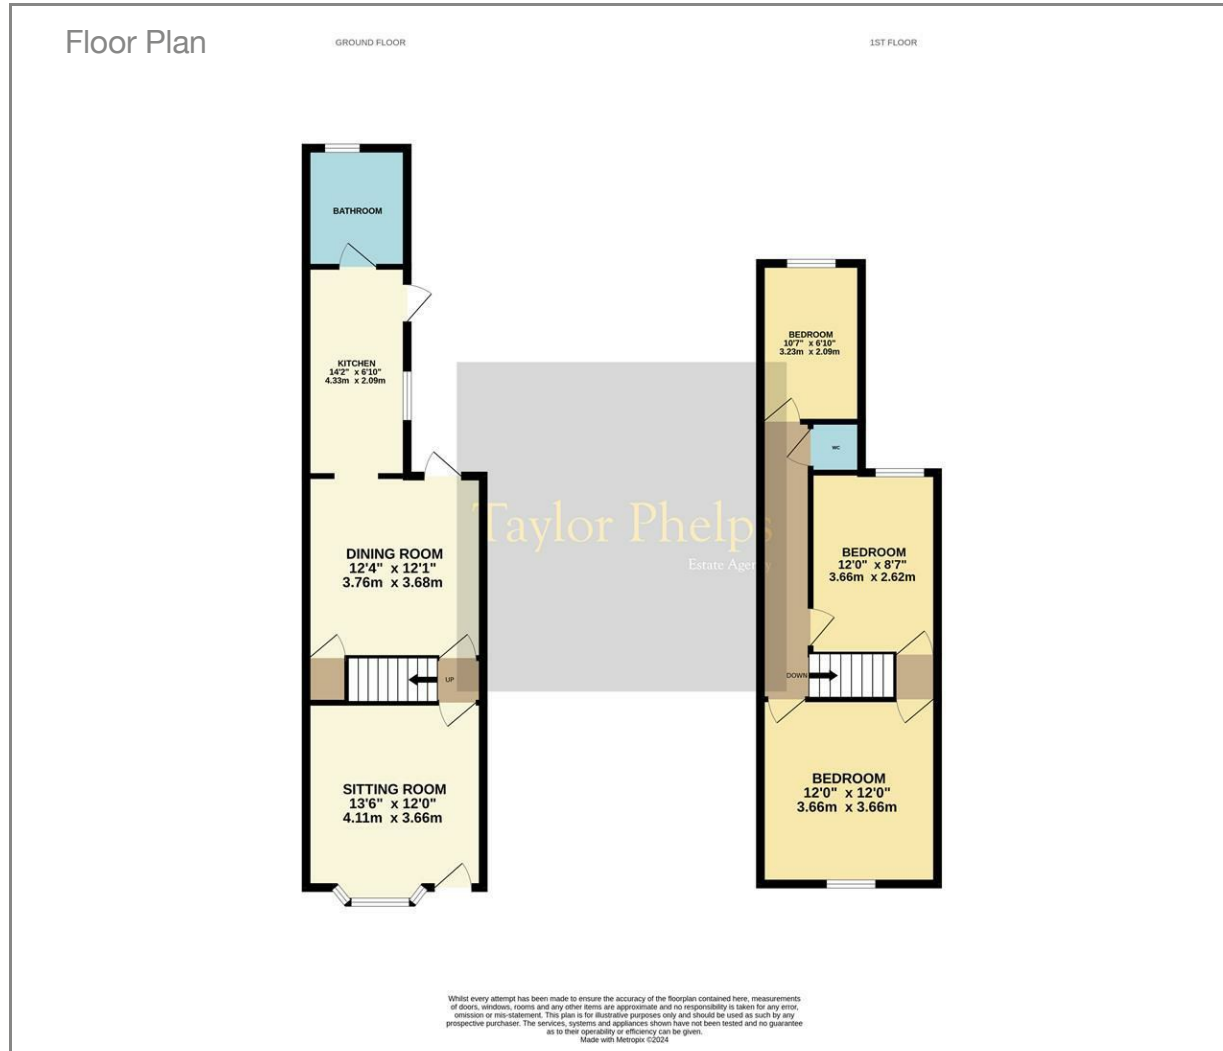 Floor Plan
GROUND FLOOR
1ST FLOOR
BATHROOM
KITCHEN
14'2" x 6'10"
4.33m x 2.09m
DINING ROOM
12'4" x 12'1"
3.76m x 3.68m
UP
SITTING ROOM
13'6" x 12'0"
4.11m x 3.66m
Taylor Phelps
Estate Agency
BEDROOM
10'7" x 6'10"
3.23m x 2.09m
WC
BEDROOM
12'0" x 8'7"
3.66m x 2.62m
DOWN
BEDROOM
12'0" x 12'0"
3.66m x 3.66m
Whilst every attempt has been made to ensure the accuracy of the floorplan contained here, measurements
of doors, windows, rooms and any other items are approximate and no responsibility is taken for any error,
omission or mis-statement. This plan is for illustrative purposes only and should be used as such by any
prospective purchaser. The services, systems and appliances shown have not been tested and no guarantee
as to their operability or efficiency can be given.
Made with Metropix ©2024